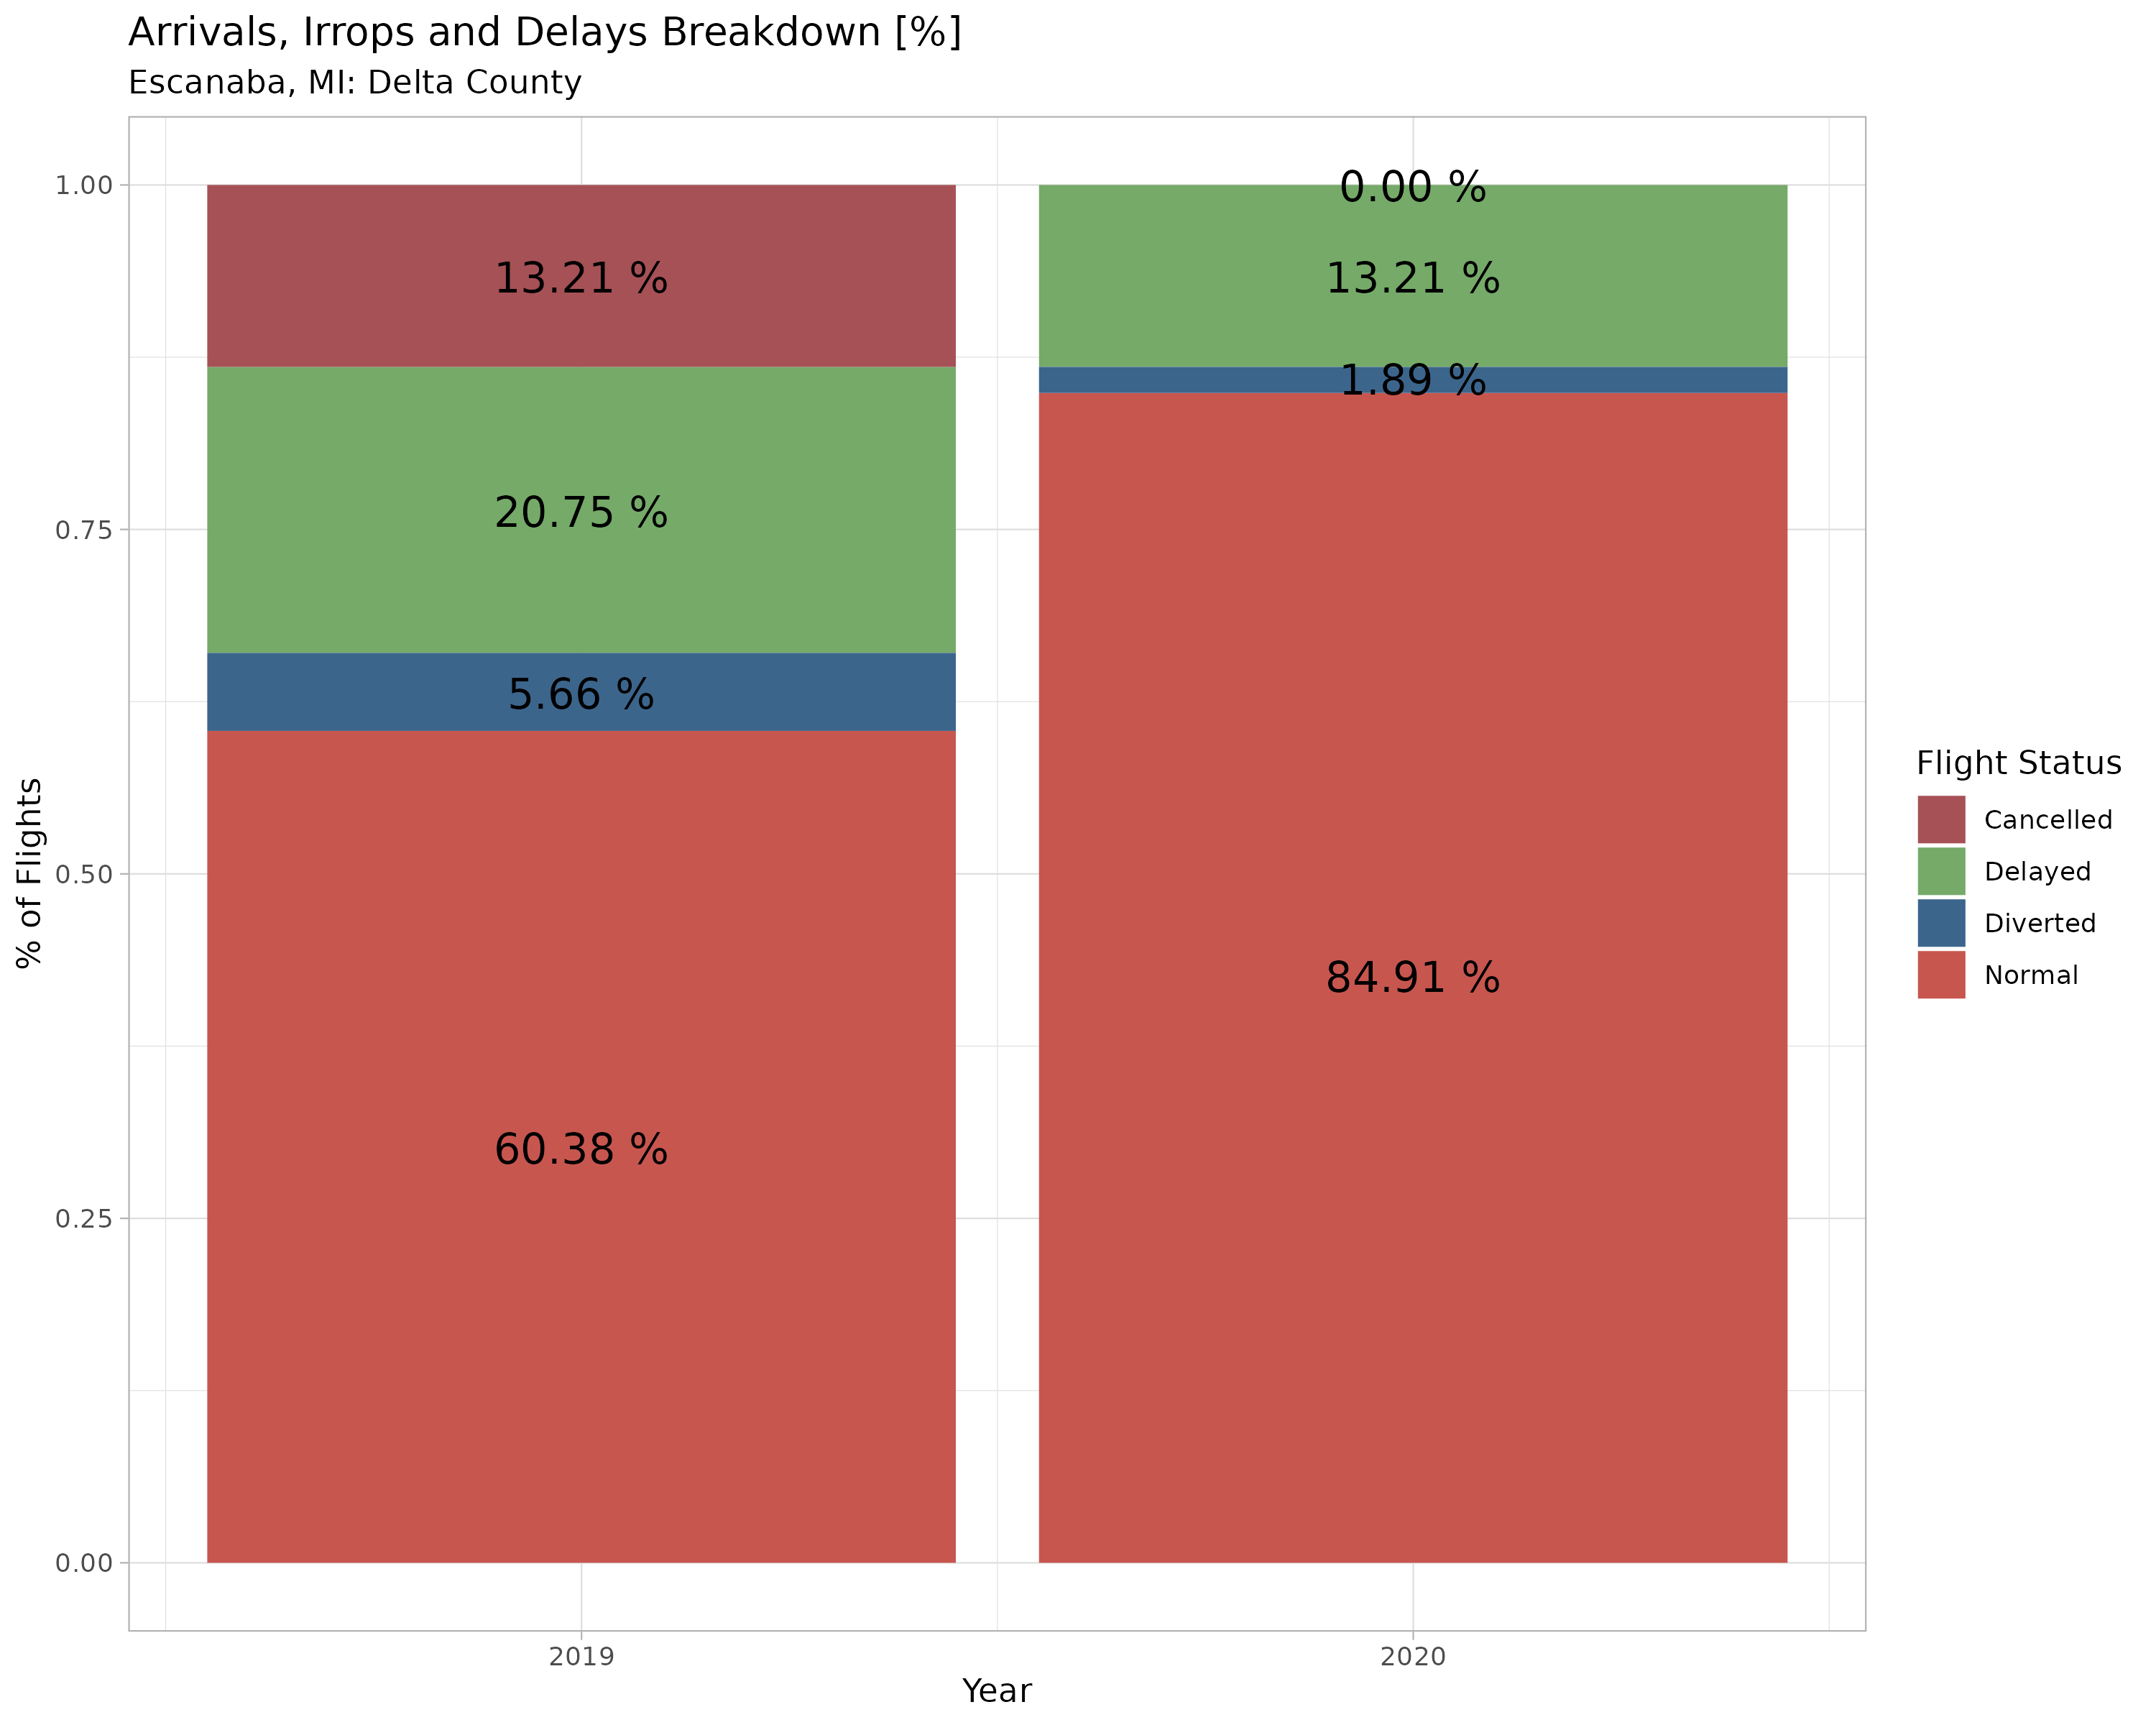 Arrivals, Irrops and Delays Breakdown [%]
Escanaba, MI: Delta County
% of Flights
1.00
0.75
0.50
0.25
0.00
13.21 %
20.75 %
5.66 %
60.38 %
0.00 %
13.21 %
1.89 %
84.91 %
2019
2020
Year
Flight Status
Cancelled
Delayed
Diverted
Normal